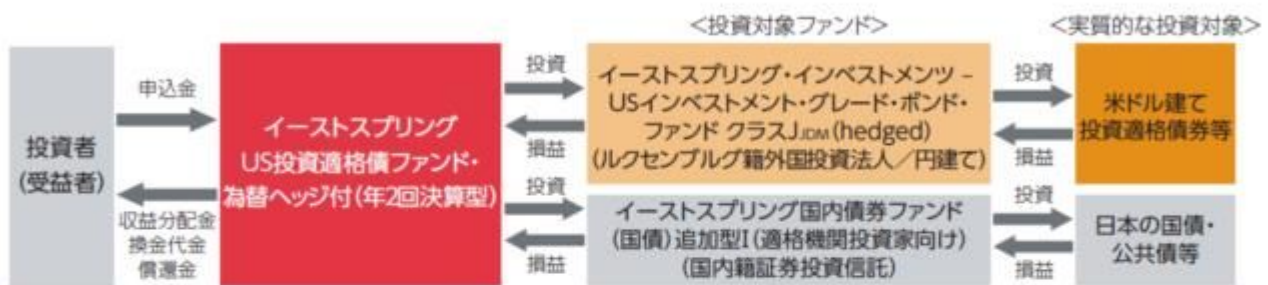 ＜投資対象ファンド＞
＜実質的な投資対象＞
投資者
(受益者)
申込金
収益分配金
換金代金
償還金
イーストスプリング
US投資適格債ファンド・
為替ヘッジ付(年2回決算型)
投資
損益
投資
損益
イーストスプリング・インベストメンツ－
USインベストメント・グレード・ボンド・
ファンド クラスJJDM(hedged)
(ルクセンブルグ籍外国投資法人／円建て)
イーストスプリング国内債券ファンド
(国債)追加型I(適格機関投資家向け)
(国内籍証券投資信託)
投資
損益
投資
損益
米ドル建て
投資適格債券等
日本の国債・
公共債等